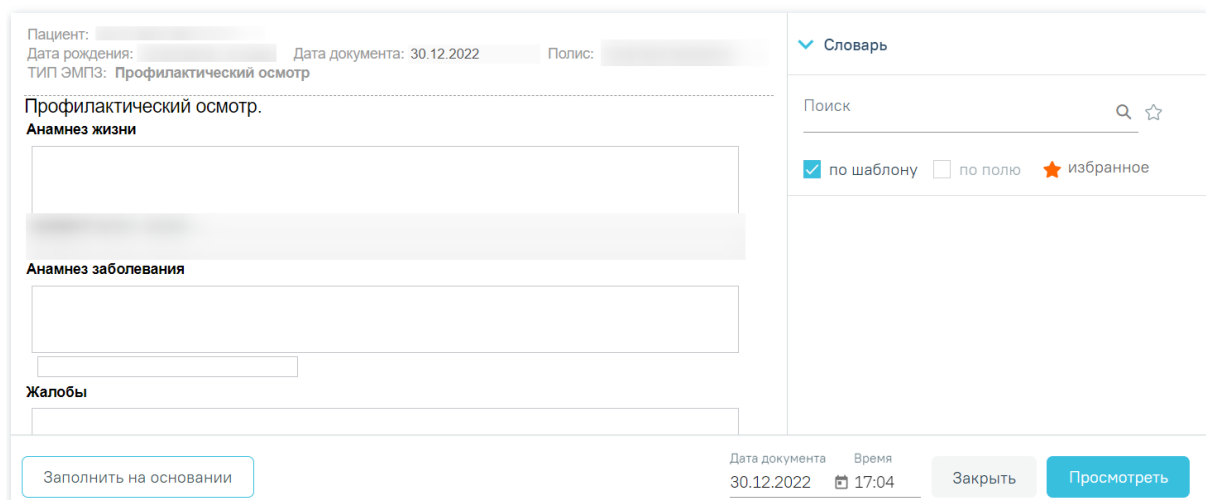 Пациент:
Дата рождения: Дата документа: 30.12.2022 Полис:
ТИП ЭМПЗ: Профилактический осмотр
Профилактический осмотр.
Анамнез жизни
Анамнез заболевания
Жалобы
Словарь
Поиск
по шаблону по полю избранное
Заполнить на основании
Дата документа Время
30.12.2022 17:04
Закрыть
Просмотреть